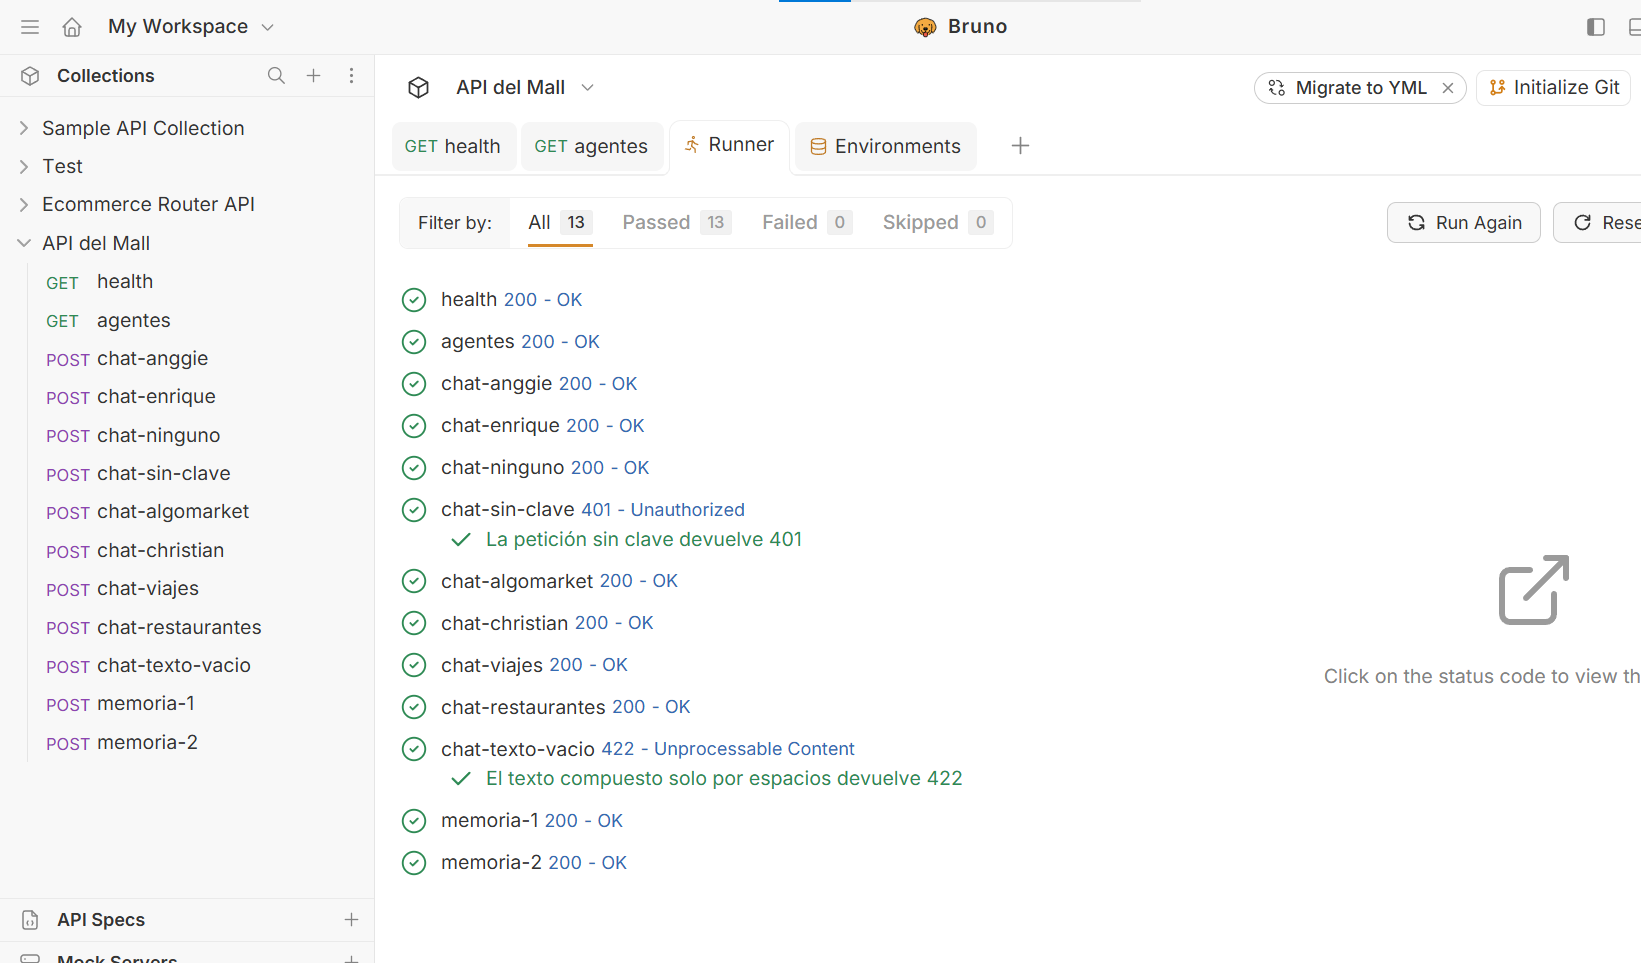 My Workspace
Bruno
Collections
API del Mall
Migrate to YML
Initialize Git
Sample API Collection
Test
Ecommerce Router API
API del Mall
GET health
GET agentes
POST chat-anggie
POST chat-enrique
POST chat-ninguno
POST chat-sin-clave
POST chat-algomarket
POST chat-christian
POST chat-viajes
POST chat-restaurantes
POST chat-texto-vacio
POST memoria-1
POST memoria-2
API Specs
Mock Servers
GET health
GET agentes
Runner
Environments
Filter by: All 13 Passed 13 Failed 0 Skipped 0
Run Again
Rese
health 200 - OK
agentes 200 - OK
chat-anggie 200 - OK
chat-enrique 200 - OK
chat-ninguno 200 - OK
chat-sin-clave 401 - Unauthorized
La petición sin clave devuelve 401
chat-algomarket 200 - OK
chat-christian 200 - OK
chat-viajes 200 - OK
chat-restaurantes 200 - OK
chat-texto-vacio 422 - Unprocessable Content
El texto compuesto solo por espacios devuelve 422
memoria-1 200 - OK
memoria-2 200 - OK
Click on the status code to view th